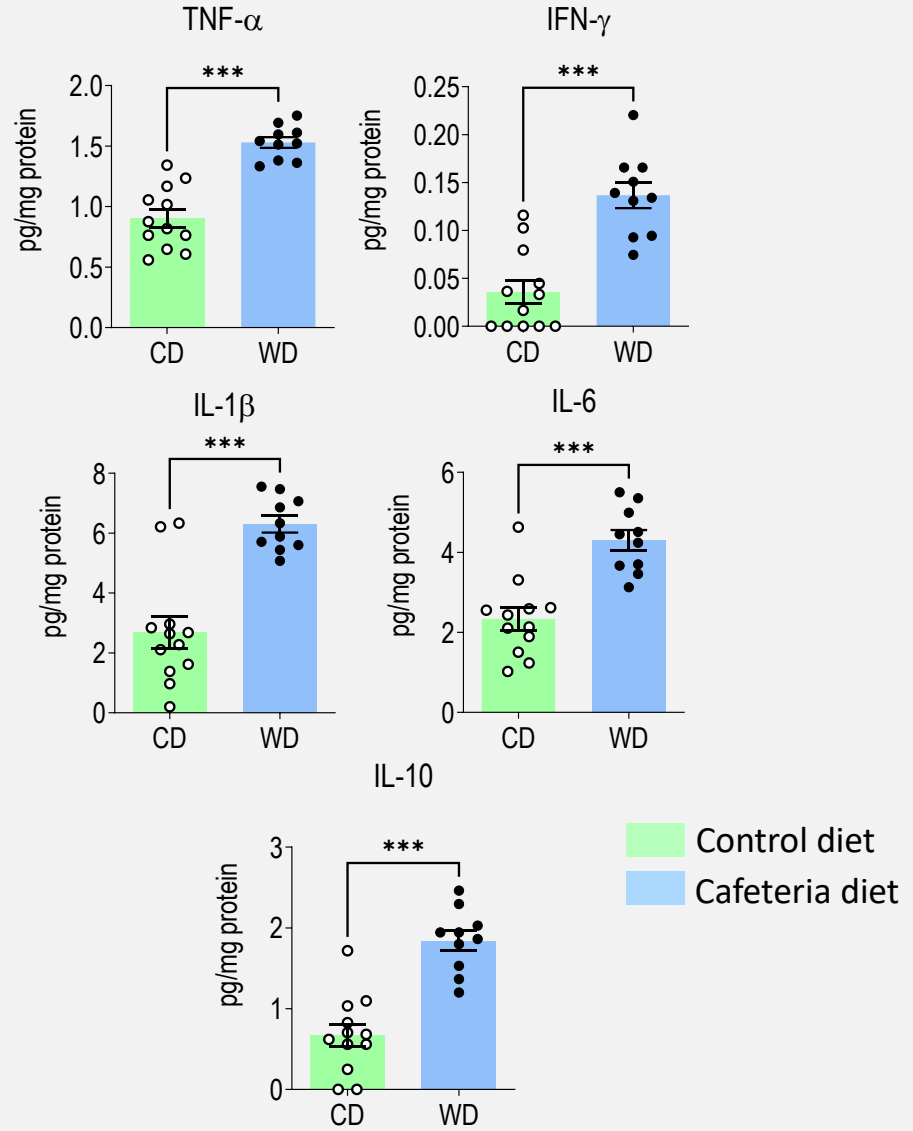 TNF-α
***
2.0
1.5
1.0
0.5
0.0
pg/mg protein
CD WD
IFN-γ
***
0.25
0.20
0.15
0.10
0.05
0.00
pg/mg protein
CD WD
IL-1β
***
8
6
4
2
0
pg/mg protein
CD WD
IL-6
***
6
4
2
0
pg/mg protein
CD WD
IL-10
***
3
2
1
0
pg/mg protein
CD WD
Control diet
Cafeteria diet